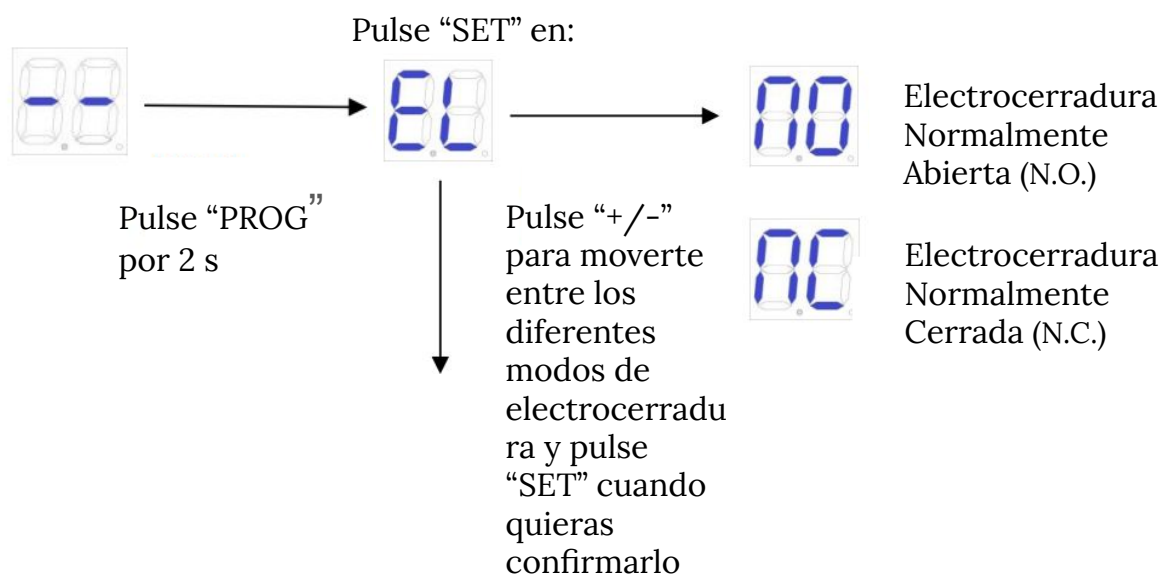 Pulse “SET” en:
--
EL
Pulse “PROG”
por 2 s
Pulse “+/-”
para moverte
entre los
diferentes
modos de
electrocerradu
ra y pulse
“SET” cuando
quieras
confirmarlo
NO
Electrocerradura
Normalmente
Abierta (N.O.)
NC
Electrocerradura
Normalmente
Cerrada (N.C.)